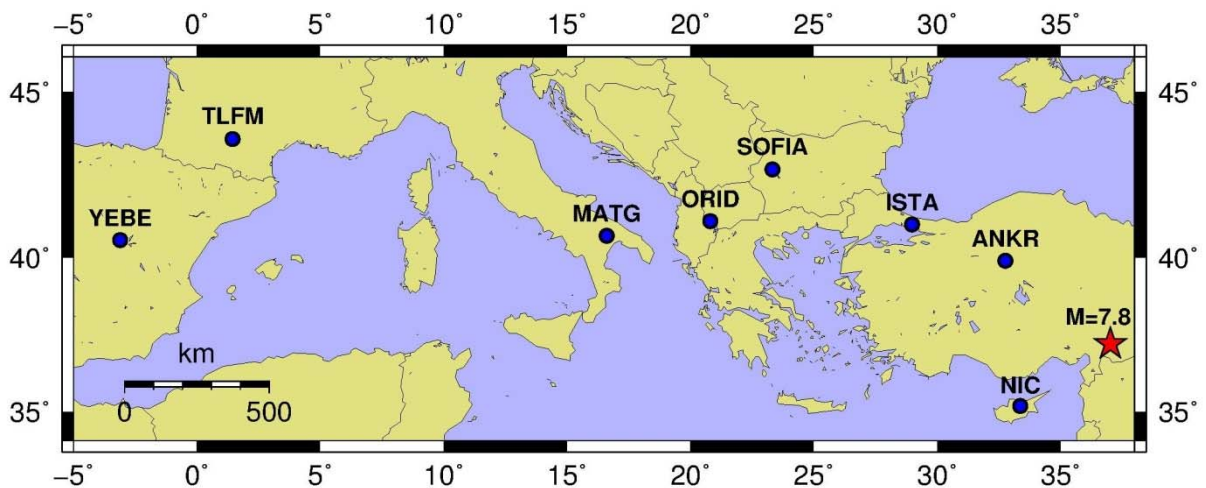 −5˚ 0˚ 5˚ 10˚ 15˚ 20˚ 25˚ 30˚ 35˚
45˚ 45˚
TLFM
SOFIA
YEBE MATG ORID ISTA
ANKR
40˚ 40˚
M=7.8
km
NIC
0 500
35˚ 35˚
−5˚ 0˚ 5˚ 10˚ 15˚ 20˚ 25˚ 30˚ 35˚